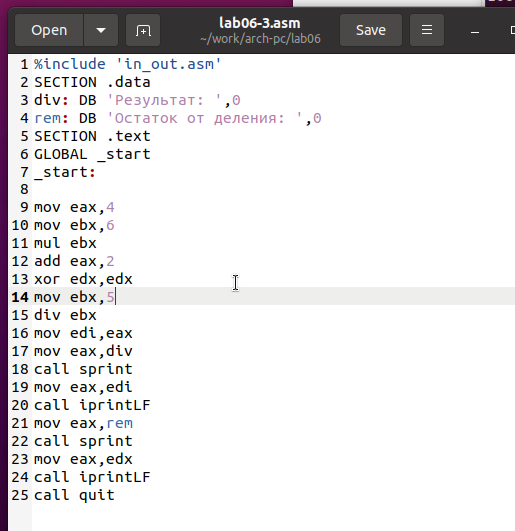 Open
lab06-3.asm
~/work/arch-pc/lab06
Save
1 %include 'in_out.asm'
2 SECTION .data
3 div: DB 'Результат: ',0
4 rem: DB 'Остаток от деления: ',0
5 SECTION .text
6 GLOBAL _start
7 _start:
8
9 mov eax,4
10 mov ebx,6
11 mul ebx
12 add eax,2
13 xor edx,edx
14 mov ebx,5
15 div ebx
16 mov edi,eax
17 mov eax,div
18 call sprint
19 mov eax,edi
20 call iprintLF
21 mov eax,rem
22 call sprint
23 mov eax,edx
24 call iprintLF
25 call quit